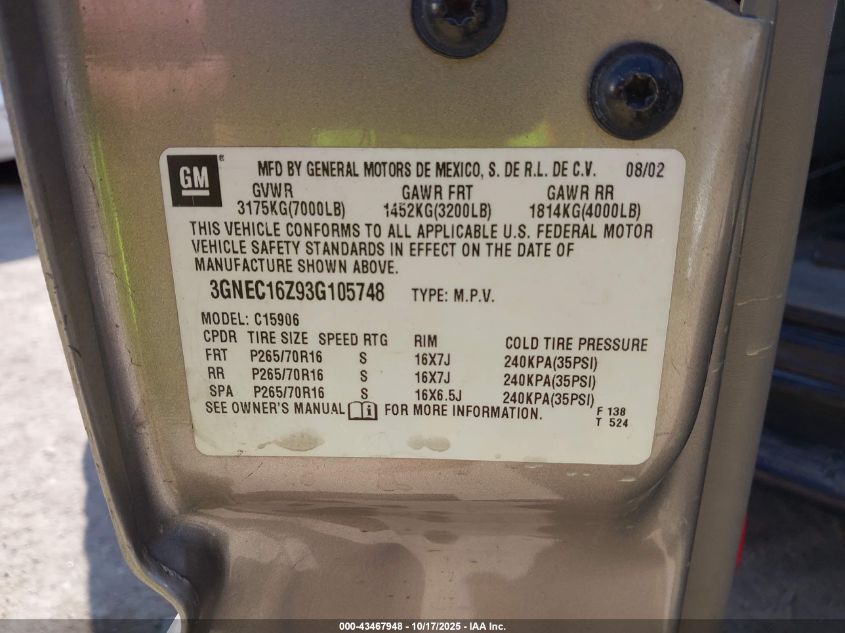 GM ® MFD BY GENERAL MOTORS DE MEXICO, S. DE R.L. DE C.V. 08/02
GVWR GAWR FRT GAWR RR
3175KG(7000LB) 1452KG(3200LB) 1814KG(4000LB)
THIS VEHICLE CONFORMS TO ALL APPLICABLE U.S. FEDERAL MOTOR
VEHICLE SAFETY STANDARDS IN EFFECT ON THE DATE OF
MANUFACTURE SHOWN ABOVE.
3GNEC16Z93G105748 TYPE: M.P.V.
MODEL: C15906
CPDR TIRE SIZE SPEED RTG RIM COLD TIRE PRESSURE
FRT P265/70R16 S 16X7J 240KPA(35PSI)
RR P265/70R16 S 16X7J 240KPA(35PSI)
SPA P265/70R16 S 16X6.5J 240KPA(35PSI)
SEE OWNER'S MANUAL i FOR MORE INFORMATION. F 138
T 524
000-43467948 | 10/17/2025 | IAA Inc.